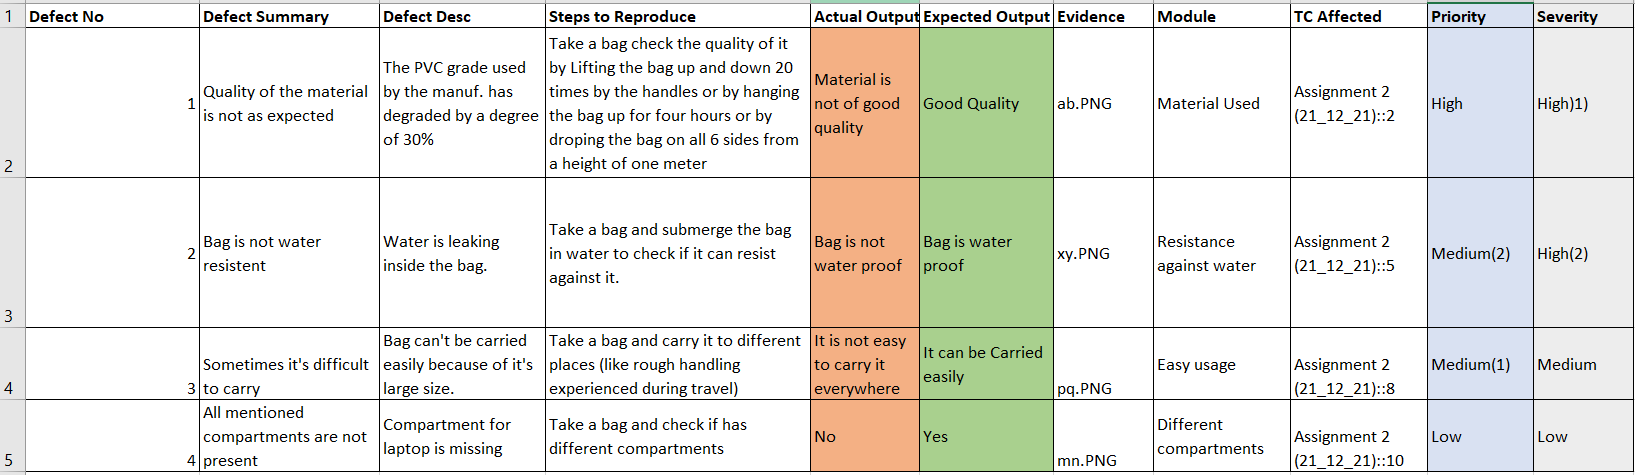 1 Defect No Defect Summary Defect Desc Steps to Reproduce Actual Output Expected Output Evidence Module TC Affected Priority Severity
2
1
Quality of the material
is not as expected
The PVC grade used
by the manuf. has
degraded by a degree
of 30%
Take a bag check the quality of it
by Lifting the bag up and down 20
times by the handles or by hanging
the bag up for four hours or by
droping the bag on all 6 sides from
a height of one meter
Material is
not of good
quality
Good Quality
ab.PNG
Material Used
Assignment 2
(21_12_21)::2
High
High)1)
3
2
Bag is not water
resistent
Water is leaking
inside the bag.
Take a bag and submerge the bag
in water to check if it can resist
against it.
Bag is not
water proof
Bag is water
proof
xy.PNG
Resistance
against water
Assignment 2
(21_12_21)::5
Medium(2)
High(2)
4
3
Sometimes it's difficult
to carry
Bag can't be carried
easily because of it's
large size.
Take a bag and carry it to different
places (like rough handling
experienced during travel)
It is not easy
to carry it
everywhere
It can be Carried
easily
pq.PNG
Easy usage
Assignment 2
(21_12_21)::8
Medium(1)
Medium
5
4
All mentioned
compartments are not
present
Compartment for
laptop is missing
Take a bag and check if has
different compartments
No
Yes
mn.PNG
Different
compartments
Assignment 2
(21_12_21)::10
Low
Low